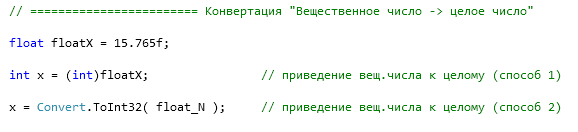 // ======================== Конвертация "Вещественное число -> целое число"
float floatX = 15.765f;
int x = (int)floatX; // приведение вещ.числа к целому (способ 1)
x = Convert.ToInt32( float_N ); // приведение вещ.числа к целому (способ 2)